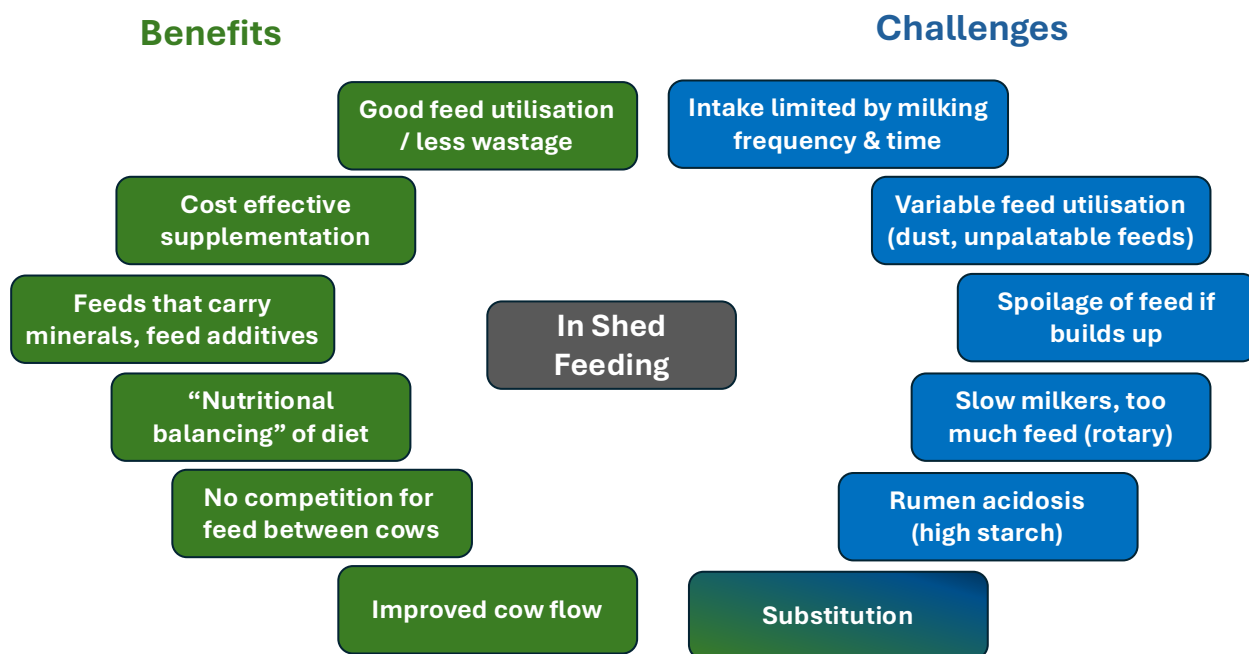 Benefits
Good feed utilisation
/ less wastage
Cost effective
supplementation
Feeds that carry
minerals, feed additives
“Nutritional
balancing” of diet
No competition for
feed between cows
Improved cow flow
In Shed
Feeding
Challenges
Intake limited by milking
frequency & time
Variable feed utilisation
(dust, unpalatable feeds)
Spoilage of feed if
builds up
Slow milkers, too
much feed (rotary)
Rumen acidosis
(high starch)
Substitution